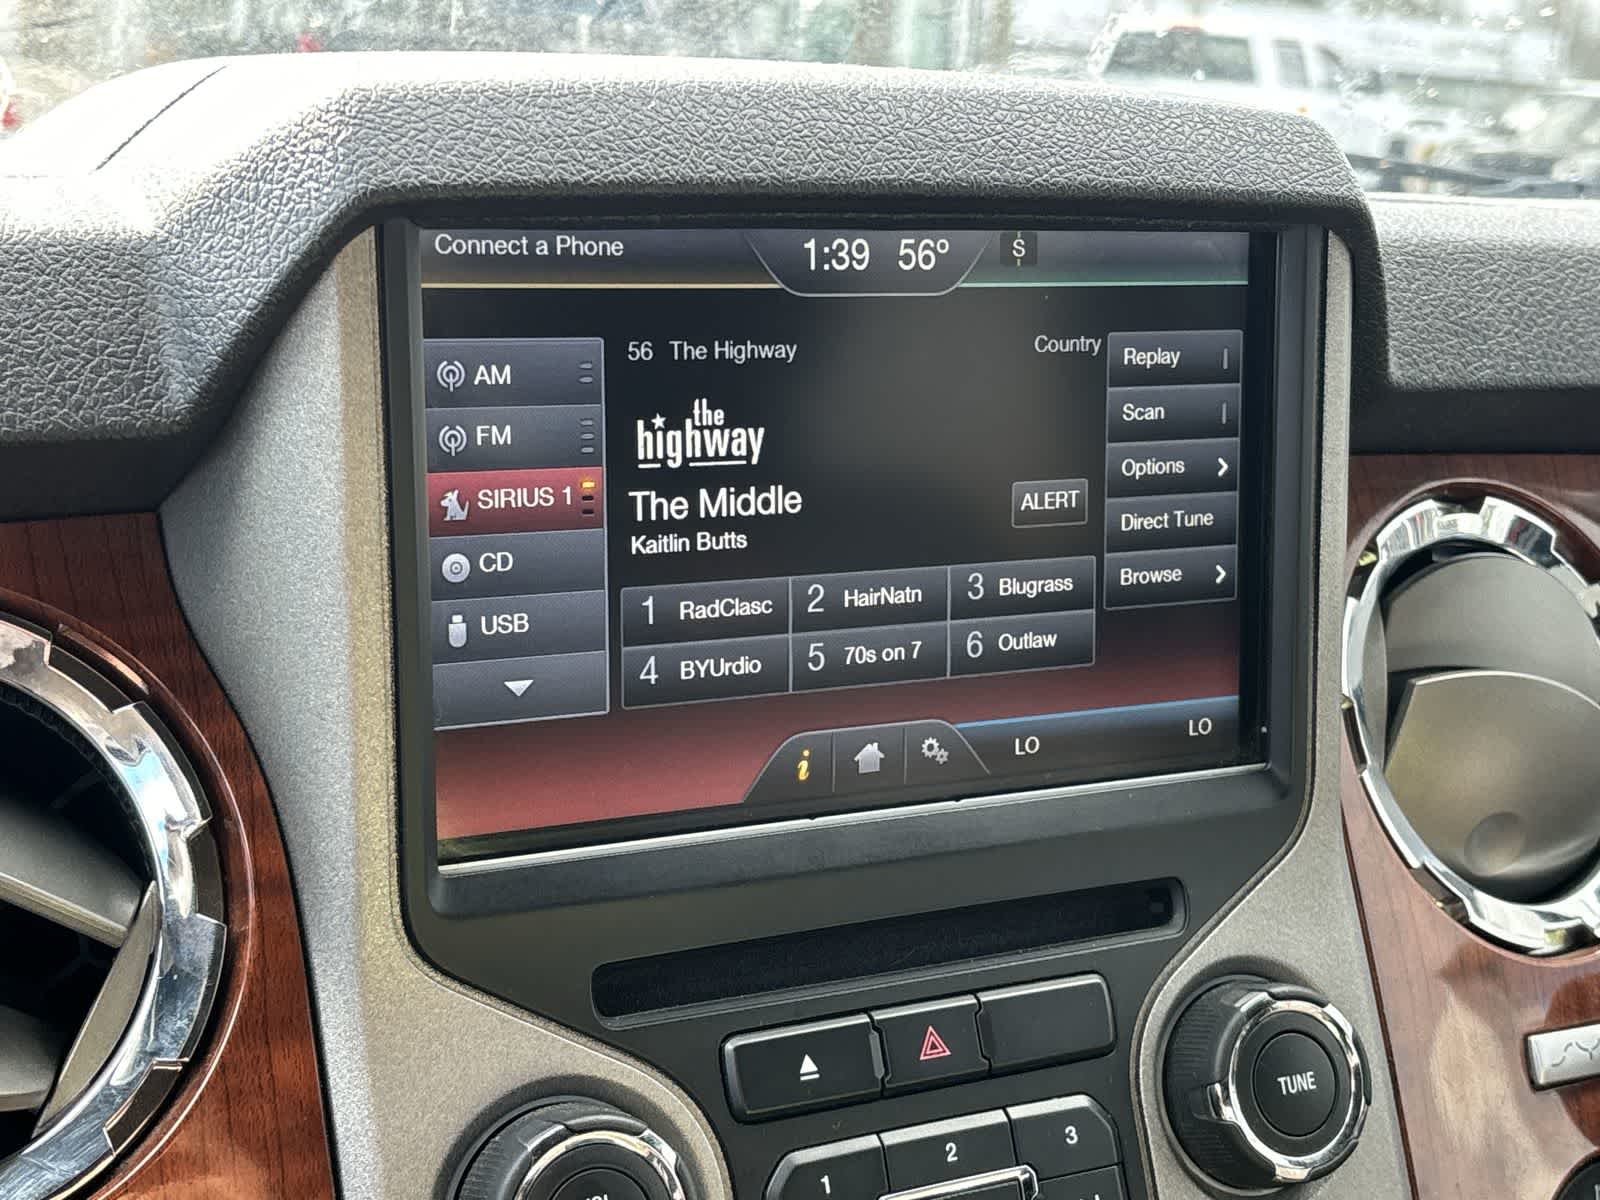 Connect a Phone
1:39 56° S
56 The Highway Country
the
highway
The Middle
Kaitlin Butts
ALERT
AM
FM
SIRIUS 1
CD
USB
Replay
Scan
Options
Direct Tune
Browse
1 RadClasc
2 HairNatn
3 Blugrass
4 BYUrdio
5 70s on 7
6 Outlaw
i
LO
LO
TUNE
1
2
3